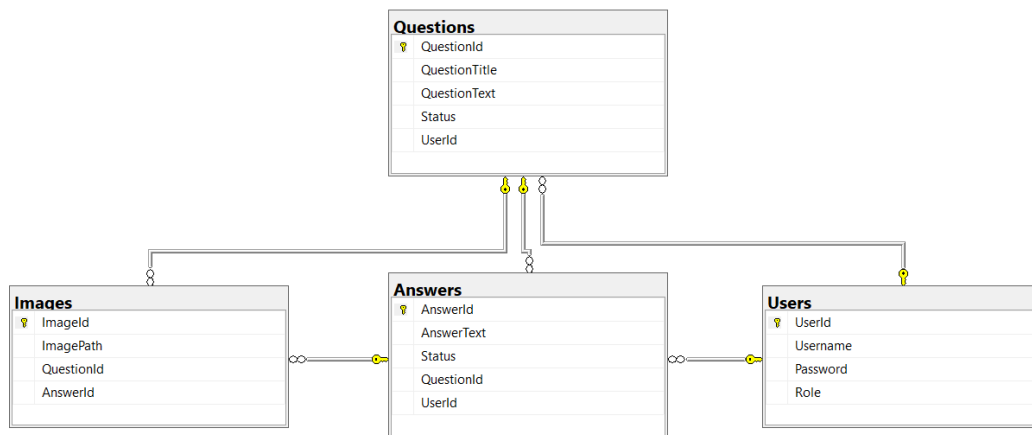 Questions
QuestionId
QuestionTitle
QuestionText
Status
UserId
Images
ImageId
ImagePath
QuestionId
AnswerId
Answers
AnswerId
AnswerText
Status
QuestionId
UserId
Users
UserId
Username
Password
Role